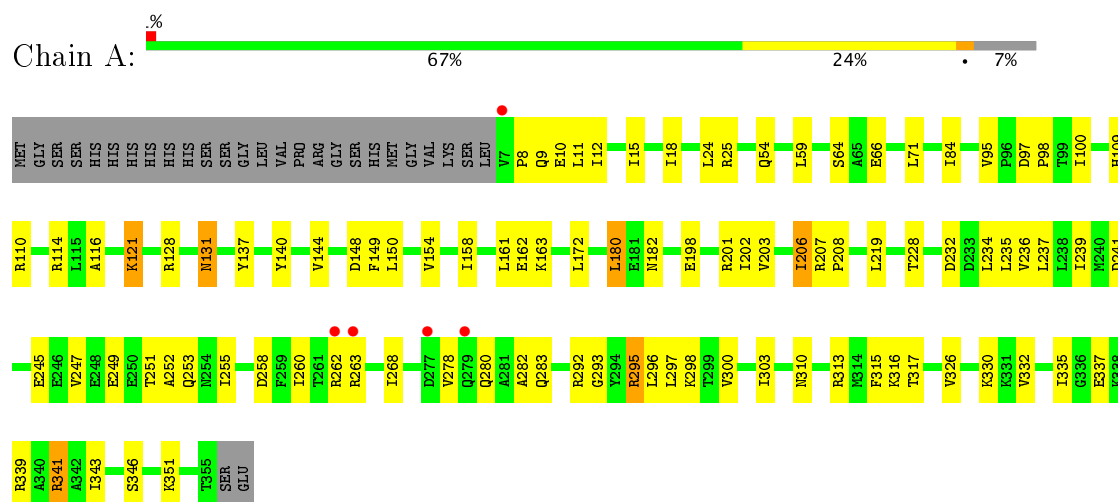 .%
Chain A:
67% 24% • 7%
MET GLY SER SER HIS HIS HIS HIS HIS HIS SER SER GLY LEU VAL PRO ARG GLY SER HIS MET GLY VAL LYS SER LEU V7 P8 Q9 E10 L11 I12 I15 I18 L24 R25 Q54 L59 S64 A65 E66 L71 I84 V95 P96 D97 P98 T99 I100 H109
R110 R114 L115 A116 K121 R128 N131 Y137 Y140 V144 D148 F149 L150 V154 I158 L161 E162 K163 L172 L180 E181 N182 E198 R201 I202 V203 I206 R207 P208 L219 T228 D232 D233 L234 L235 V236 L237 L238 I239 M240 D241
E245 E246 V247 E248 E249 E250 T251 A252 Q253 N254 I255 D258 F259 I260 T261 R262 R263 I268 D277 V278 Q279 Q280 A281 A282 Q283 R292 G293 Y294 R295 L296 L297 K298 T299 V300 I303 N310 R313 M314 F315 K316 T317 V326 K330 K331 V332 I335 G336 E337 K338
R339 A340 R341 A342 I343 S346 K351 T355 SER GLU